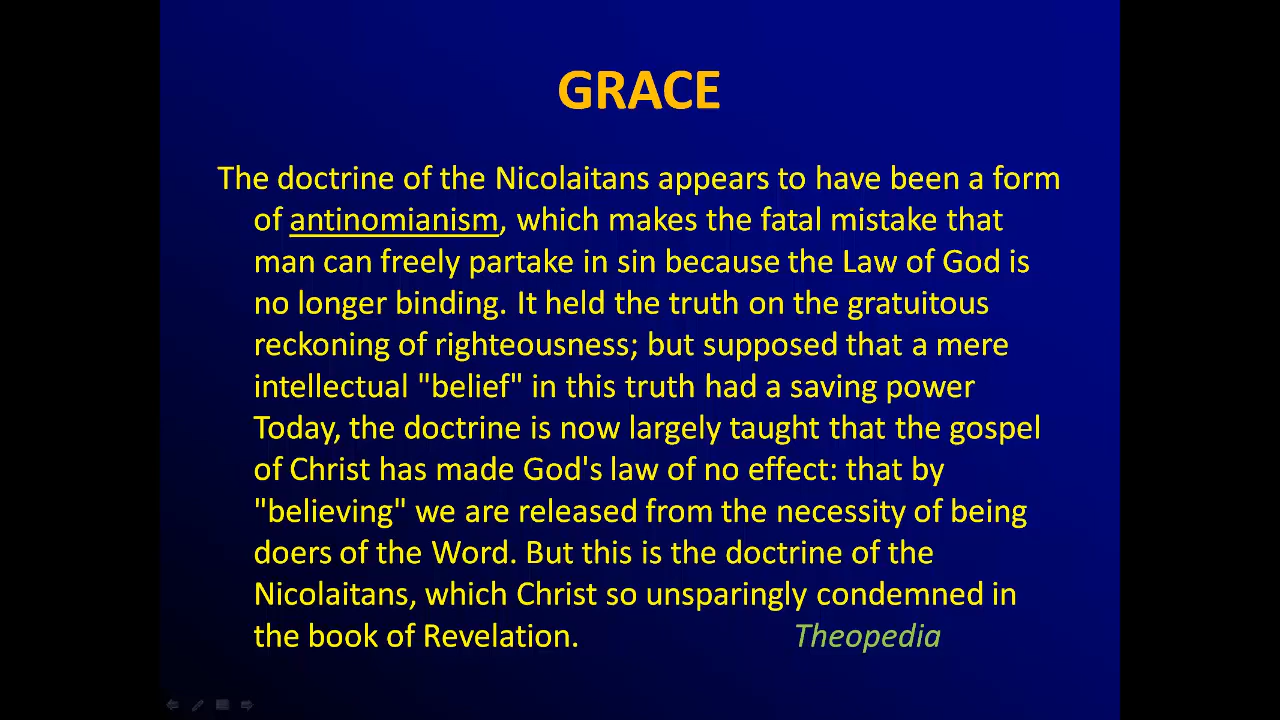 GRACE
The doctrine of the Nicolaitans appears to have been a form
of antinomianism, which makes the fatal mistake that
man can freely partake in sin because the Law of God is
no longer binding. It held the truth on the gratuitous
reckoning of righteousness; but supposed that a mere
intellectual "belief" in this truth had a saving power
Today, the doctrine is now largely taught that the gospel
of Christ has made God's law of no effect: that by
"believing" we are released from the necessity of being
doers of the Word. But this is the doctrine of the
Nicolaitans, which Christ so unsparingly condemned in
the book of Revelation. Theopedia